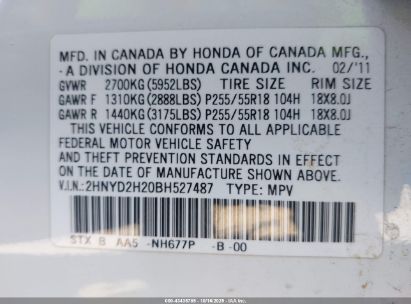 MFD. IN CANADA BY HONDA OF CANADA MFG.,
- A DIVISION OF HONDA CANADA INC. 02/'11
GVWR 2700KG(5952LBS) TIRE SIZE RIM SIZE
GAWR F 1310KG(2888LBS) P255/55R18 104H 18X8.0J
GAWR R 1440KG(3175LBS) P255/55R18 104H 18X8.0J
THIS VEHICLE CONFORMS TO ALL APPLICABLE
FEDERAL MOTOR VEHICLE SAFETY
AND THEFT PREVENTION STANDARDS IN EFFECT
ON THE DATE OF MANUFACTURE SHOWN ABOVE.
V.I.N.: 2HNYD2H20BH527487 TYPE: MPV
STX B AA5 -NH677P -B-00